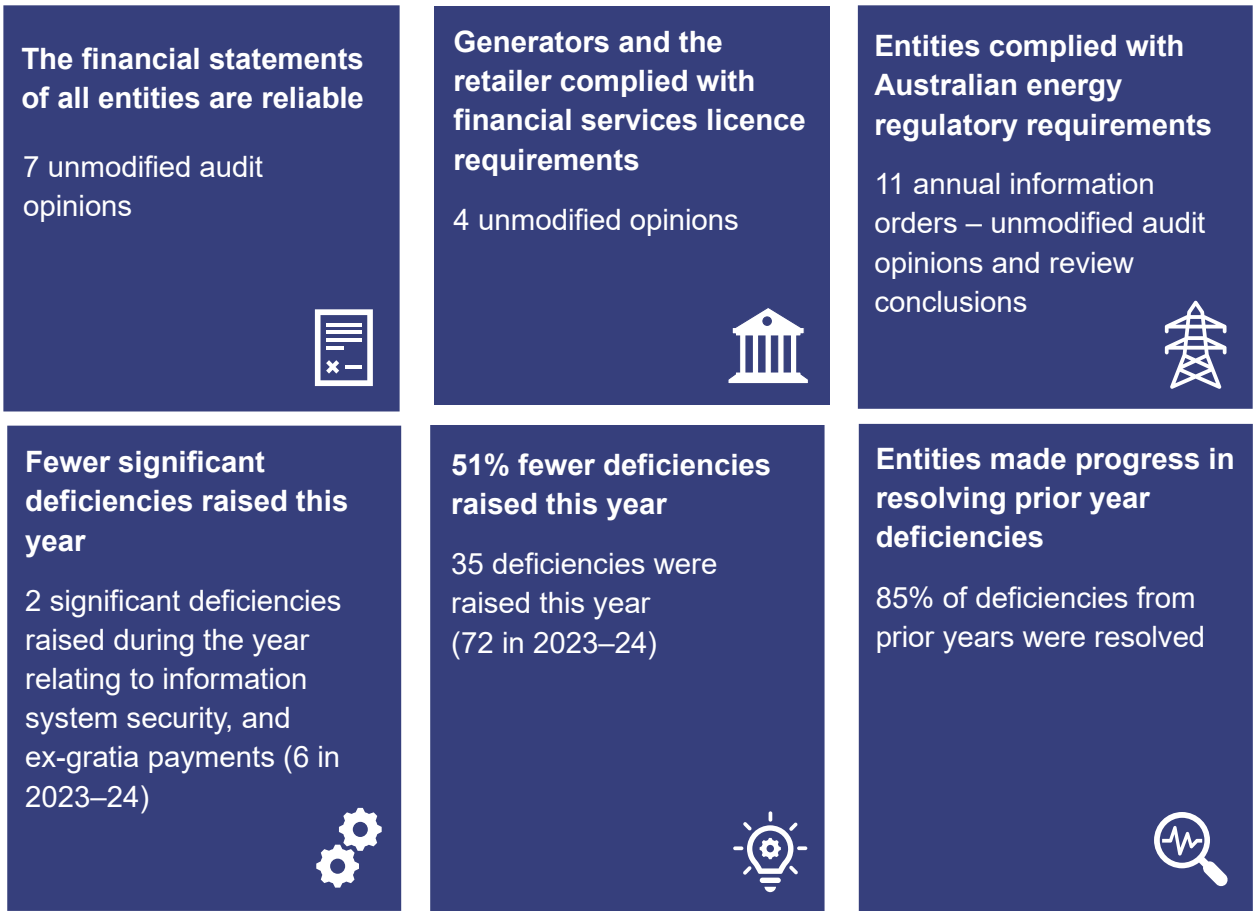 The financial statements
of all entities are reliable
7 unmodified audit
opinions
Generators and the
retailer complied with
financial services licence
requirements
4 unmodified opinions
Entities complied with
Australian energy
regulatory requirements
11 annual information
orders – unmodified audit
opinions and review
conclusions
Fewer significant
deficiencies raised this
year
2 significant deficiencies
raised during the year
relating to information
system security, and
ex-gratia payments (6 in
2023–24)
51% fewer deficiencies
raised this year
35 deficiencies were
raised this year
(72 in 2023–24)
Entities made progress in
resolving prior year
deficiencies
85% of deficiencies from
prior years were resolved